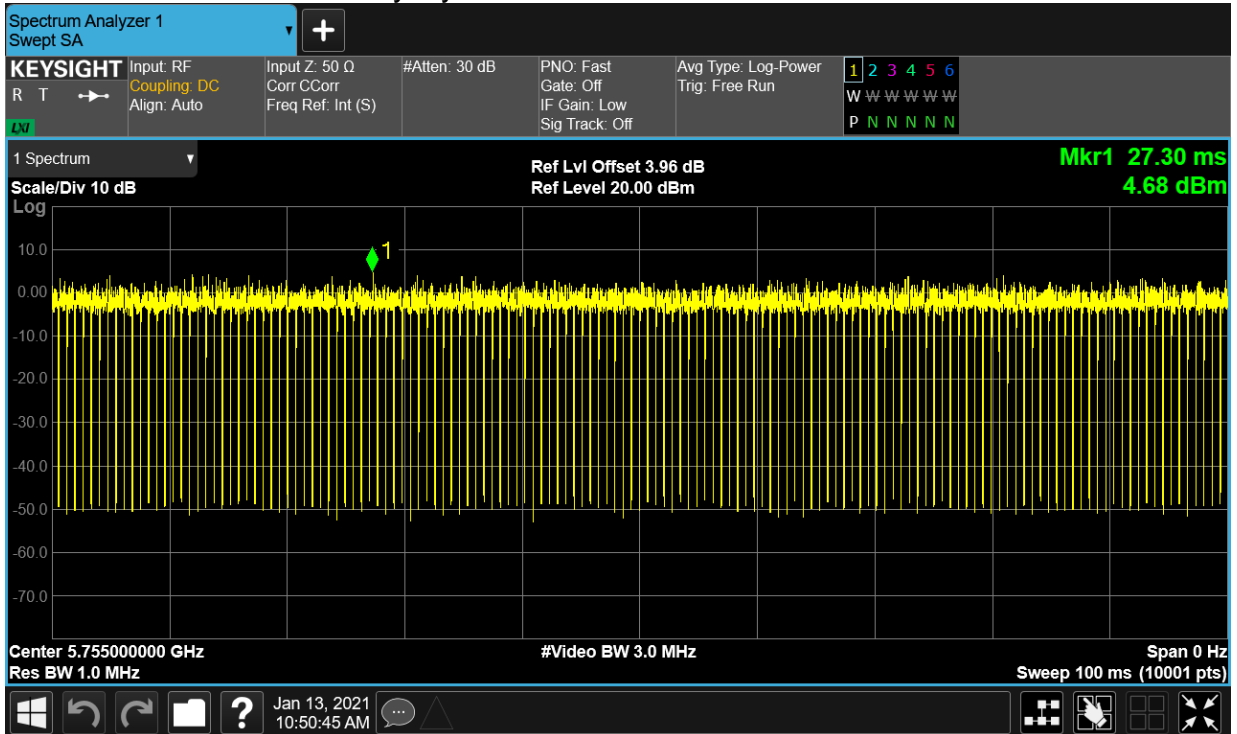 Spectrum Analyzer 1
Swept SA
KEYSIGHT
R T
LXI
Input: RF
Coupling: DC
Align: Auto
Input Z: 50 Ω
Corr CCorr
Freq Ref: Int (S)
#Atten: 30 dB
PNO: Fast
Gate: Off
IF Gain: Low
Sig Track: Off
Avg Type: Log-Power
Trig: Free Run
1 2 3 4 5 6
W W W W W W
P N N N N N
1 Spectrum
Scale/Div 10 dB
Log
Ref Lvl Offset 3.96 dB
Ref Level 20.00 dBm
Mkr1 27.30 ms
4.68 dBm
1
10.0
0.00
-10.0
-20.0
-30.0
-40.0
-50.0
-60.0
-70.0
Center 5.755000000 GHz
Res BW 1.0 MHz
#Video BW 3.0 MHz
Span 0 Hz
Sweep 100 ms (10001 pts)
?
Jan 13, 2021
10:50:45 AM